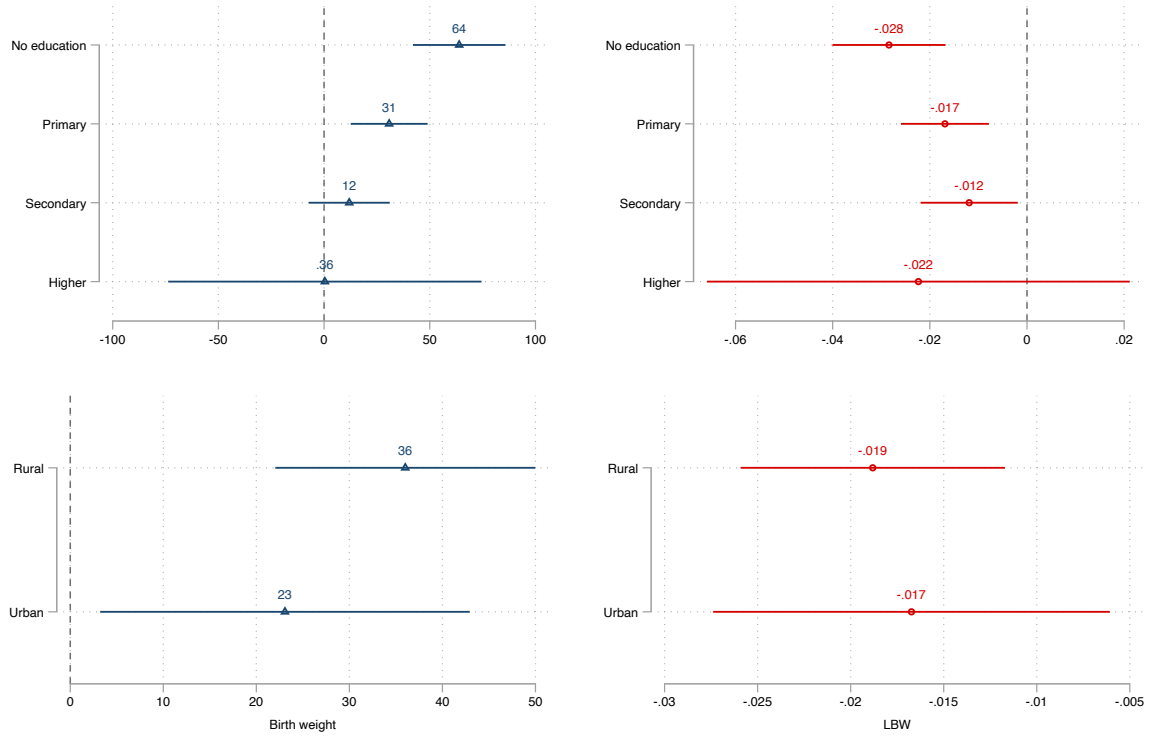 64
No education
31
Primary
12
Secondary
.36
Higher
-100 -50 0 50 100
-.028
No education
-.017
Primary
-.012
Secondary
-.022
Higher
-.06 -.04 -.02 0 .02
36
Rural
23
Urban
0 10 20 30 40 50
Birth weight
-.019
Rural
-.017
Urban
-.03 -.025 -.02 -.015 -.01 -.005
LBW